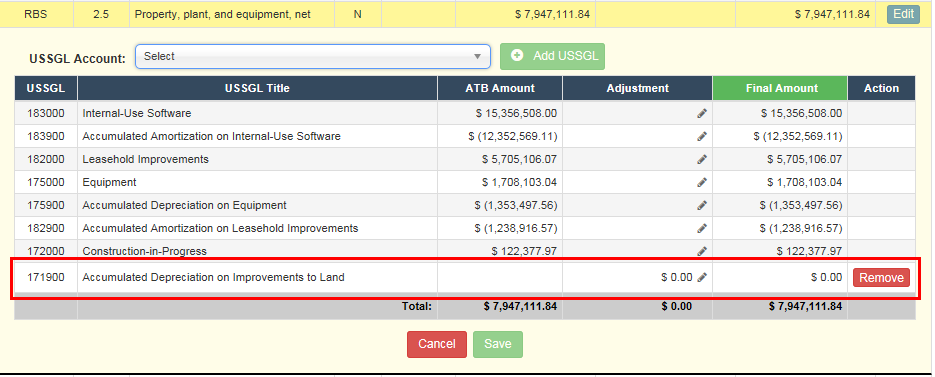 RBS 2.5 Property, plant, and equipment, net N $ 7,947,111.84 $ 7,947,111.84 Edit
USSGL Account: Select Add USSGL
USSGL USSGL Title ATB Amount Adjustment Final Amount Action
183000 Internal-Use Software $ 15,356,508.00 $ 15,356,508.00
183900 Accumulated Amortization on Internal-Use Software $ (12,352,569.11) $ (12,352,569.11)
182000 Leasehold Improvements $ 5,705,106.07 $ 5,705,106.07
175000 Equipment $ 1,708,103.04 $ 1,708,103.04
175900 Accumulated Depreciation on Equipment $ (1,353,497.56) $ (1,353,497.56)
182900 Accumulated Amortization on Leasehold Improvements $ (1,238,916.57) $ (1,238,916.57)
172000 Construction-in-Progress $ 122,377.97 $ 122,377.97
171900 Accumulated Depreciation on Improvements to Land $ 0.00 $ 0.00 Remove
Total: $ 7,947,111.84 $ 0.00 $ 7,947,111.84
Cancel Save